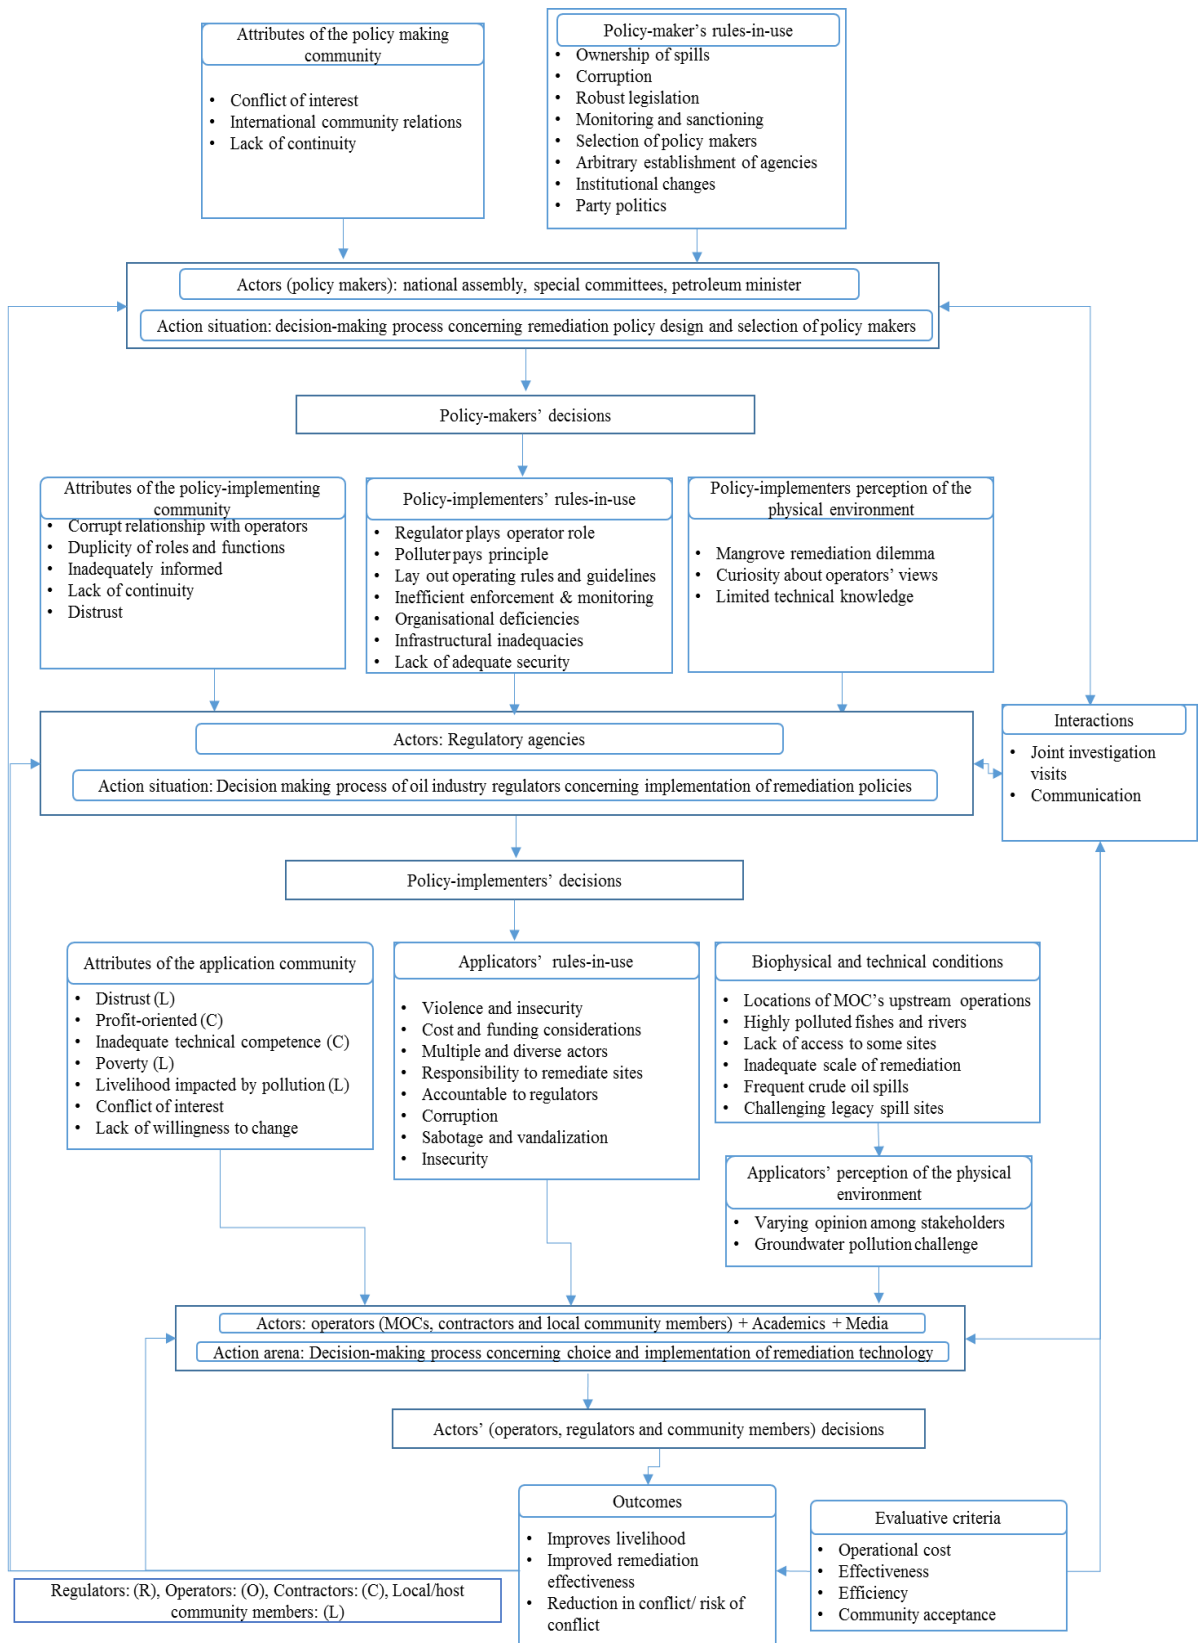 Attributes of the policy making
community
• Conflict of interest
• International community relations
• Lack of continuity
Policy-maker's rules-in-use
• Ownership of spills
• Corruption
• Robust legislation
• Monitoring and sanctioning
• Selection of policy makers
• Arbitrary establishment of agencies
• Institutional changes
• Party politics
Actors (policy makers): national assembly, special committees, petroleum minister
Action situation: decision-making process concerning remediation policy design and selection of policy makers
Policy-makers' decisions
Attributes of the policy-implementing
community
• Corrupt relationship with operators
• Duplicity of roles and functions
• Inadequately informed
• Lack of continuity
• Distrust
Policy-implementers' rules-in-use
• Regulator plays operator role
• Polluter pays principle
• Lay out operating rules and guidelines
• Inefficient enforcement & monitoring
• Organisational deficiencies
• Infrastructural inadequacies
• Lack of adequate security
Policy-implementers perception of the
physical environment
• Mangrove remediation dilemma
• Curiosity about operators' views
• Limited technical knowledge
Actors: Regulatory agencies
Action situation: Decision making process of oil industry regulators concerning implementation of remediation policies
Interactions
• Joint investigation
visits
• Communication
Policy-implementers' decisions
Attributes of the application community
• Distrust (L)
• Profit-oriented (C)
• Inadequate technical competence (C)
• Poverty (L)
• Livelihood impacted by pollution (L)
• Conflict of interest
• Lack of willingness to change
Applicators' rules-in-use
• Violence and insecurity
• Cost and funding considerations
• Multiple and diverse actors
• Responsibility to remediate sites
• Accountable to regulators
• Corruption
• Sabotage and vandalization
• Insecurity
Biophysical and technical conditions
• Locations of MOC's upstream operations
• Highly polluted fishes and rivers
• Lack of access to some sites
• Inadequate scale of remediation
• Frequent crude oil spills
• Challenging legacy spill sites
Applicators' perception of the physical
environment
• Varying opinion among stakeholders
• Groundwater pollution challenge
Actors: operators (MOCs, contractors and local community members) + Academics + Media
Action arena: Decision-making process concerning choice and implementation of remediation technology
Actors' (operators, regulators and community members) decisions
Outcomes
• Improves livelihood
• Improved remediation
effectiveness
• Reduction in conflict/ risk of
conflict
Evaluative criteria
• Operational cost
• Effectiveness
• Efficiency
• Community acceptance
Regulators: (R), Operators: (O), Contractors: (C), Local/host
community members: (L)